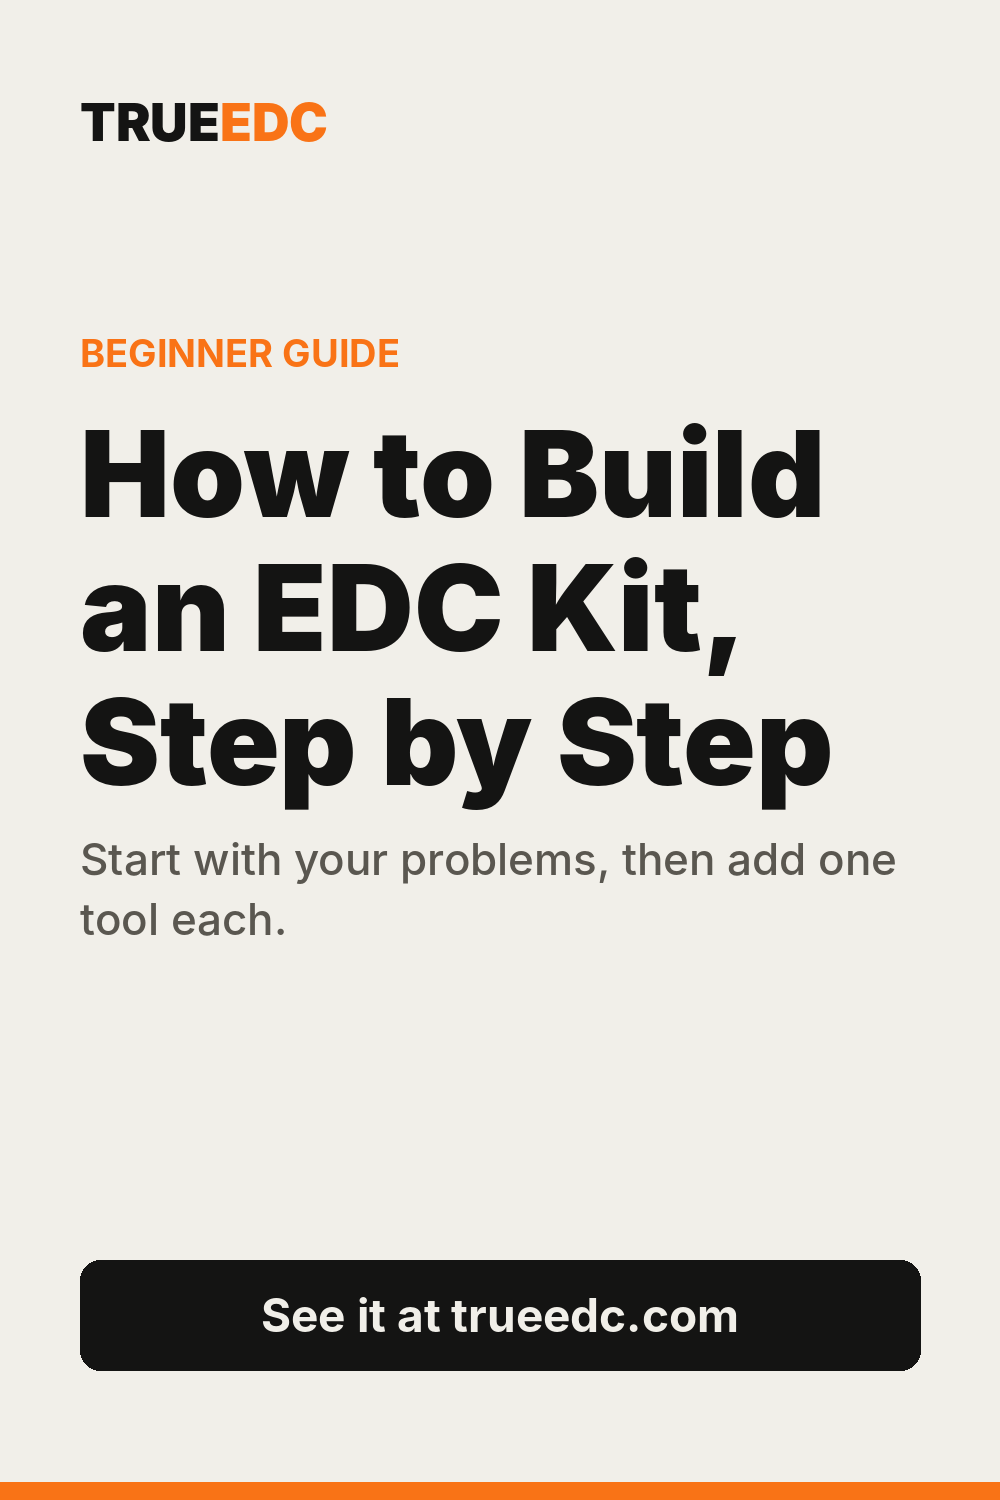 TRUEEDC
BEGINNER GUIDE
How to Build
an EDC Kit,
Step by Step
Start with your problems, then add one
tool each.
See it at trueedc.com